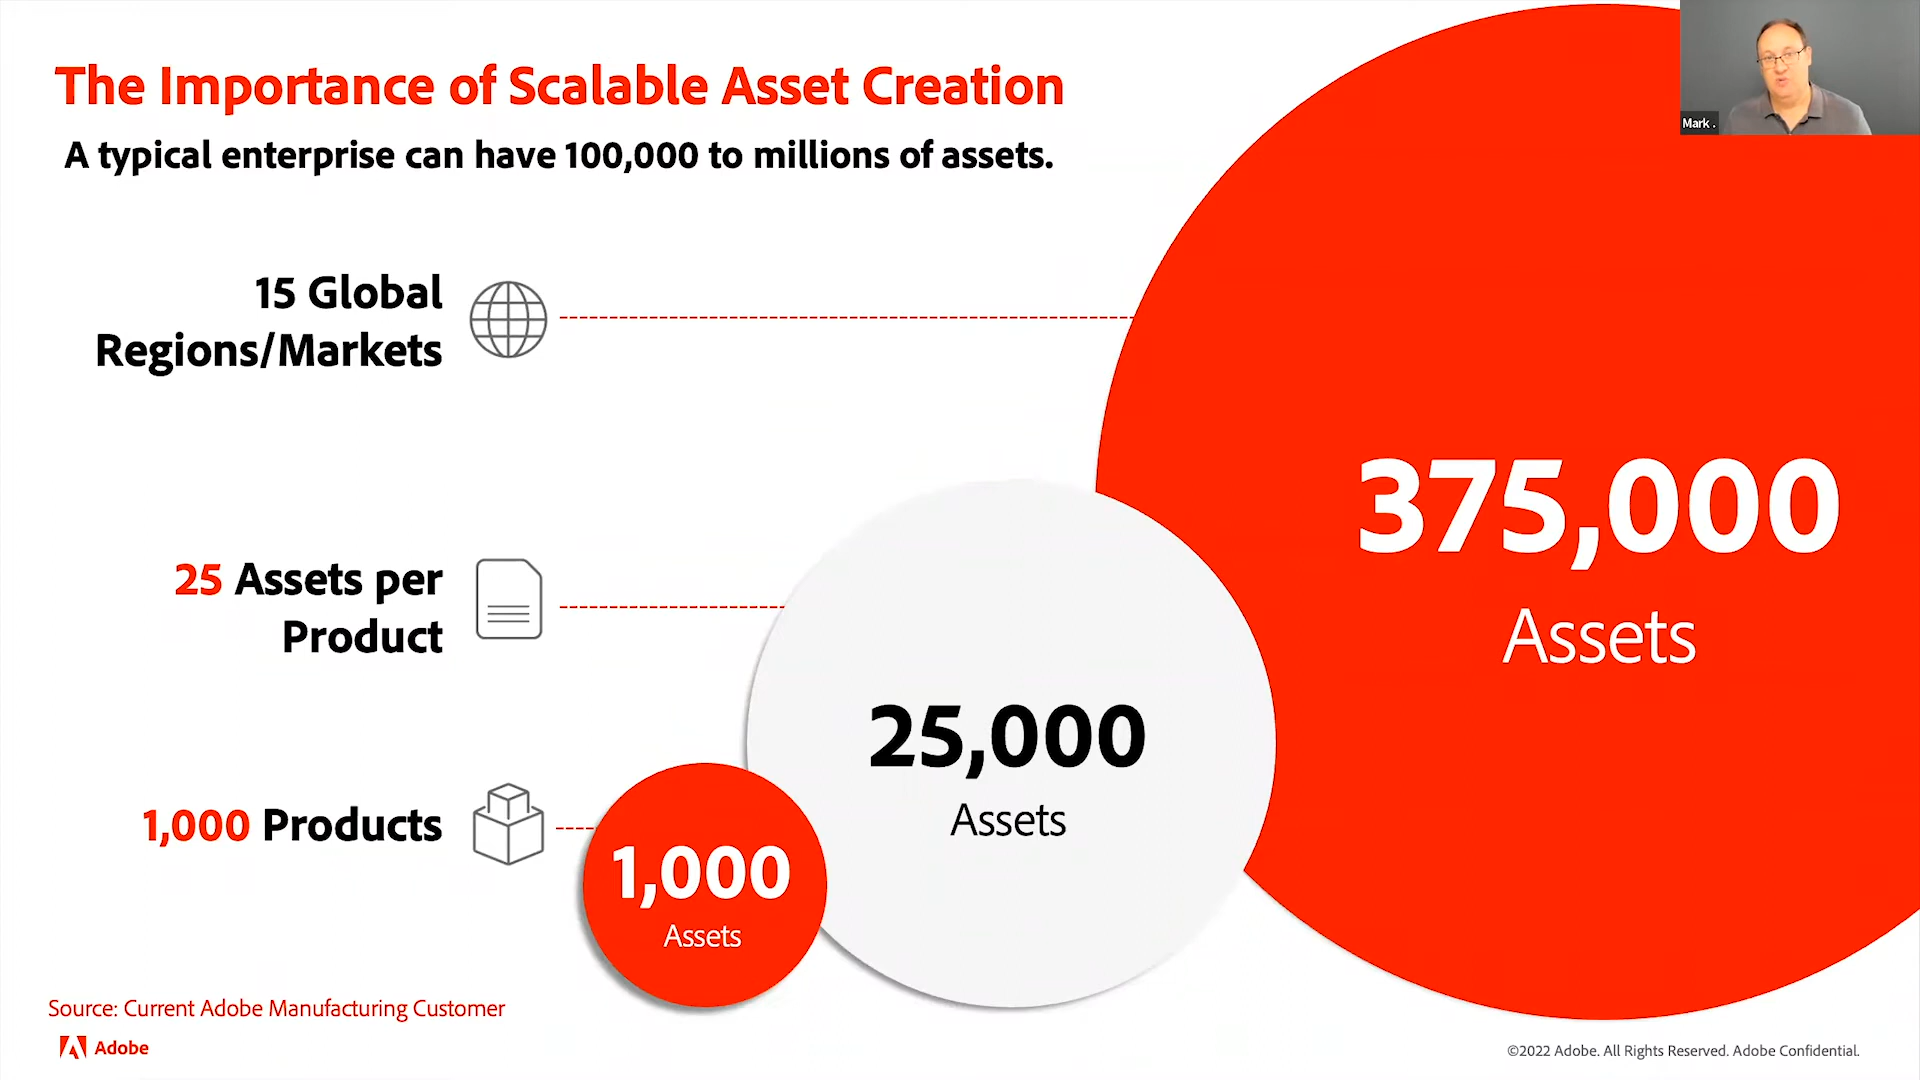 The Importance of Scalable Asset Creation
A typical enterprise can have 100,000 to millions of assets.
Mark .
15 Global
Regions/Markets
375,000
Assets
25 Assets per
Product
25,000
Assets
1,000 Products
1,000
Assets
Source: Current Adobe Manufacturing Customer
Adobe
©2022 Adobe. All Rights Reserved. Adobe Confidential.